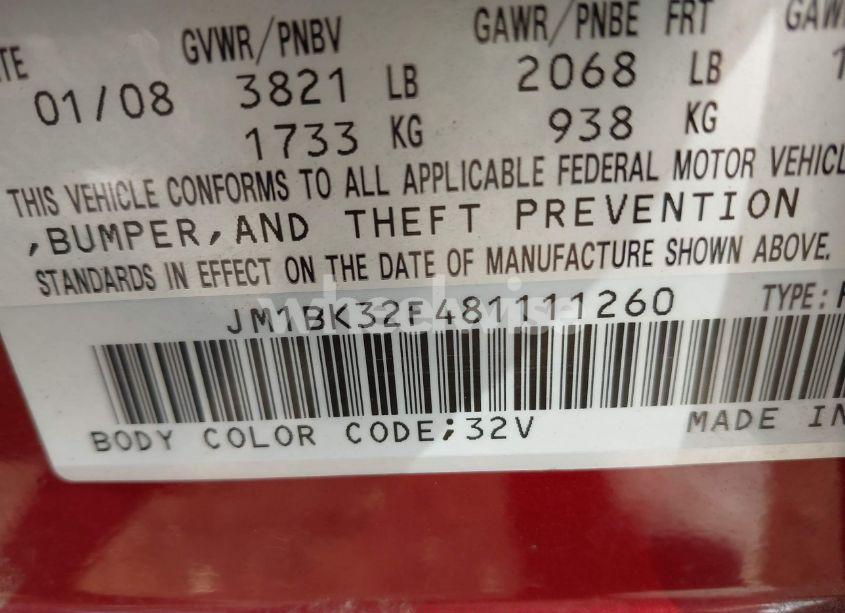 TE GVWR/PNBV GAWR/PNBE FRT GAW
01/08 3821 LB 2068 LB 1
1733 KG 938 KG
THIS VEHICLE CONFORMS TO ALL APPLICABLE FEDERAL MOTOR VEHICL
,BUMPER,AND THEFT PREVENTION
STANDARDS IN EFFECT ON THE DATE OF MANUFACTURE SHOWN ABOVE.
JM1BK32F481111260 TYPE:
BODY COLOR CODE;32V MADE IN